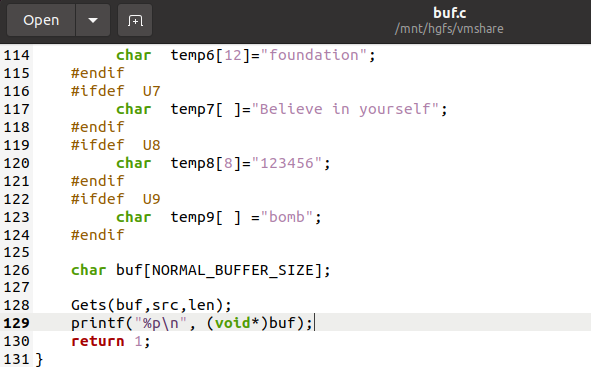 Open
buf.c
/mnt/hgfs/vmshare
114 char temp6[12]="foundation";
115 #endif
116 #ifdef U7
117 char temp7[ ]="Believe in yourself";
118 #endif
119 #ifdef U8
120 char temp8[8]="123456";
121 #endif
122 #ifdef U9
123 char temp9[ ] ="bomb";
124 #endif
125
126 char buf[NORMAL_BUFFER_SIZE];
127
128 Gets(buf,src,len);
129 printf("%p\n", (void*)buf);
130 return 1;
131 }